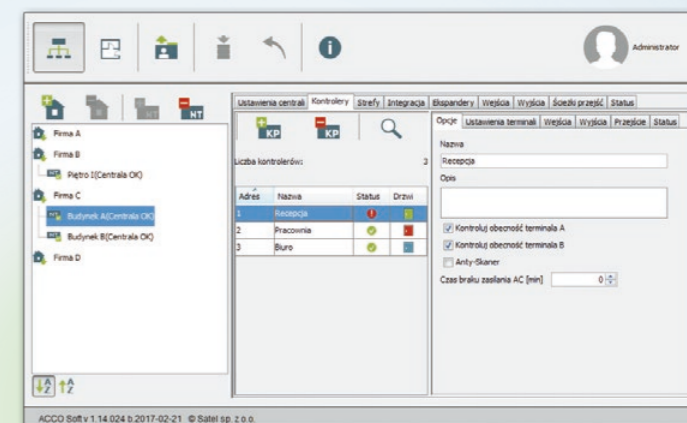 Administrator
NT
NT
Firma A
Firma B
Piętro I(Centrala OK)
Firma C
Budynek A(Centrala OK)
Budynek B(Centrala OK)
Firma D
Ustawienia centrali Kontrolery Strefy Integracja Ekspandery Wejścia Wyjścia Ścieżki przejść Status
KP KP
Liczba kontrolerów: 3
Adres Nazwa Status Drzwi
1 Recepcja
2 Pracownia
3 Biuro
Opcje Ustawienia terminali Wejścia Wyjścia Przejście Status
Nazwa
Recepcja
Opis
Kontroluj obecność terminala A
Kontroluj obecność terminala B
Anty-Skaner
Czas braku zasilania AC [min] 0
ACCO Soft v 1.14.024 b.2017-02-21 © Satel sp. z o.o.